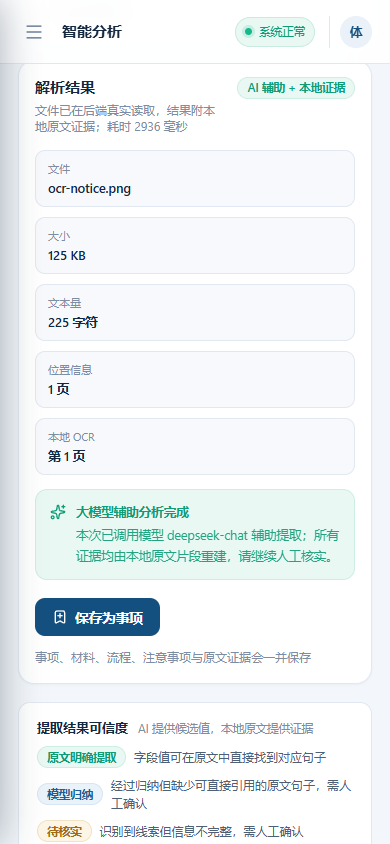 智能分析
系统正常
体
解析结果
AI 辅助 + 本地证据
文件已在后端真实读取，结果附本
地原文证据；耗时 2936 毫秒
文件
ocr-notice.png
大小
125 KB
文本量
225 字符
位置信息
1 页
本地 OCR
第 1 页
大模型辅助分析完成
本次已调用模型 deepseek-chat 辅助提取；所有
证据均由本地原文片段重建，请继续人工核实。
保存为事项
事项、材料、流程、注意事项与原文证据会一并保存
提取结果可信度
AI 提供候选值，本地原文提供证据
原文明确提取
字段值可在原文中直接找到对应句子
模型归纳
经过归纳但缺少可直接引用的原文句子，需人
工确认
待核实
识别到线索但信息不完整，需人工确认